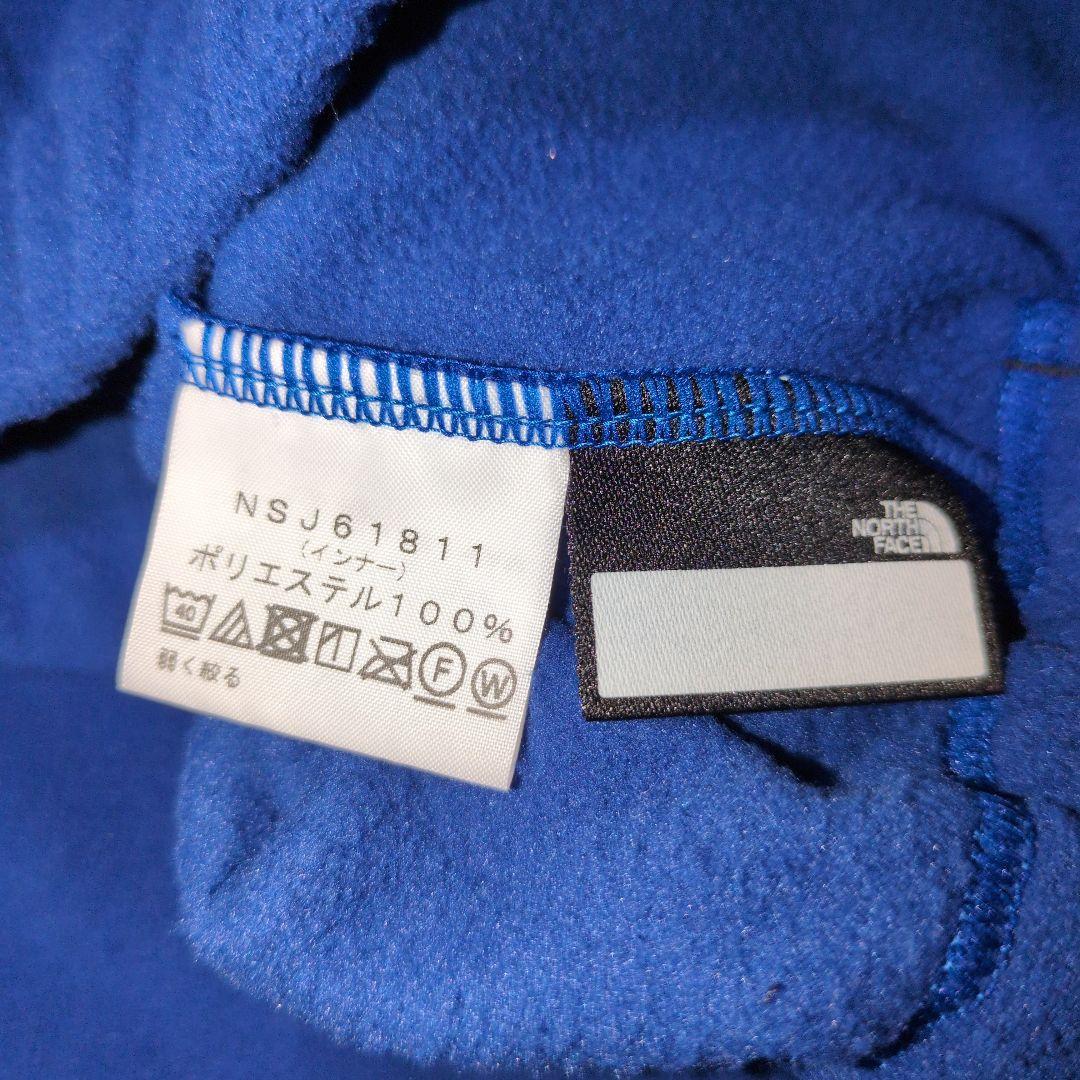 NSJ61811
(インナー)
ポリエステル100%
40
F
W
弱く絞る
THE
NORTH
FACE